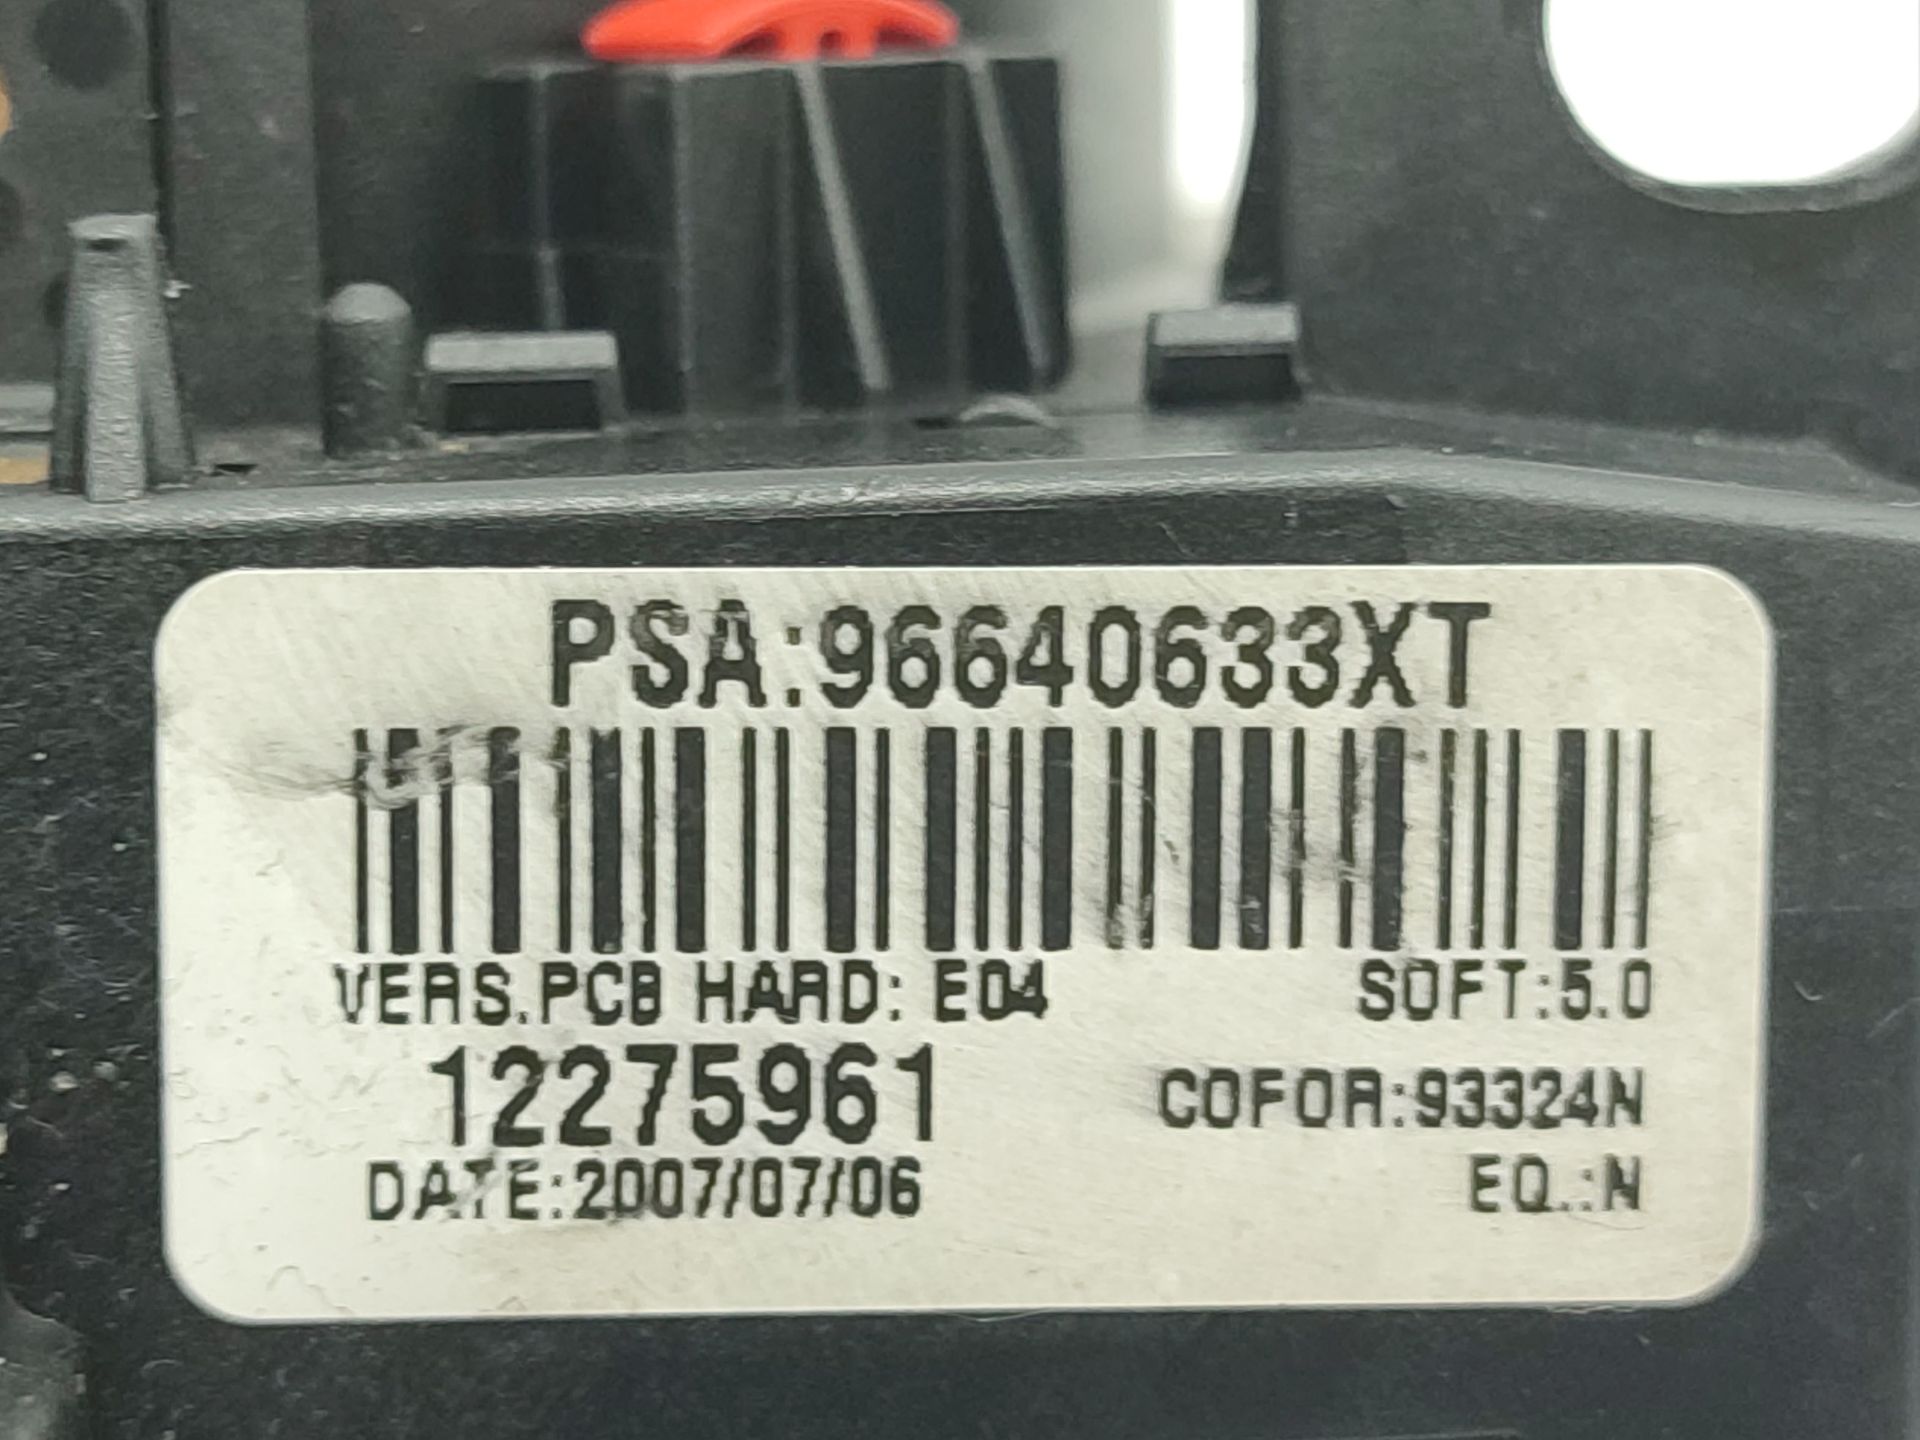 PSA:96640633XT
VERS.PCB HARD: E04 SOFT:5.0
12275961 COFOR:93324N
DATE:2007/07/06 EQ.:N